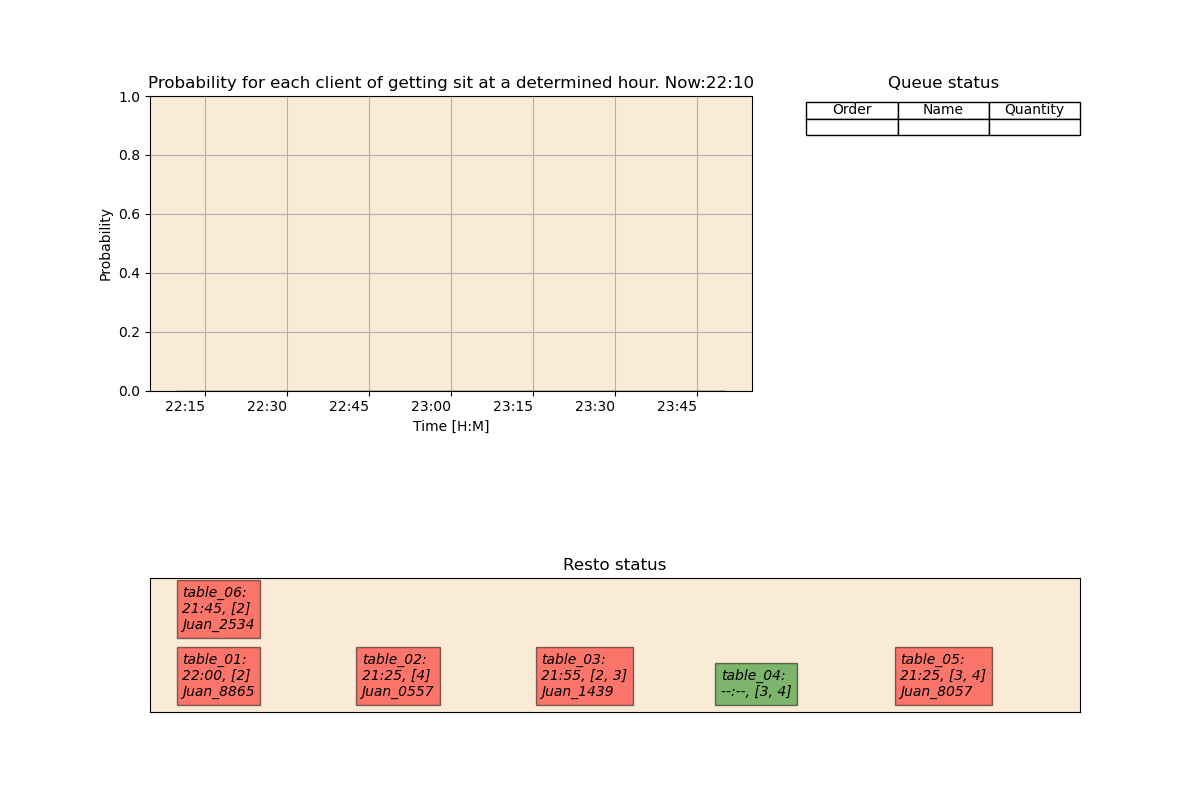 Probability for each client of getting sit at a determined hour. Now:22:10
1.0
0.8
0.6
0.4
0.2
0.0
Probability
22:15 22:30 22:45 23:00 23:15 23:30 23:45
Time [H:M]
Queue status
Order Name Quantity
Resto status
table_06:
21:45, [2]
Juan_2534
table_01:
22:00, [2]
Juan_8865
table_02:
21:25, [4]
Juan_0557
table_03:
21:55, [2, 3]
Juan_1439
table_04:
--:--, [3, 4]
table_05:
21:25, [3, 4]
Juan_8057